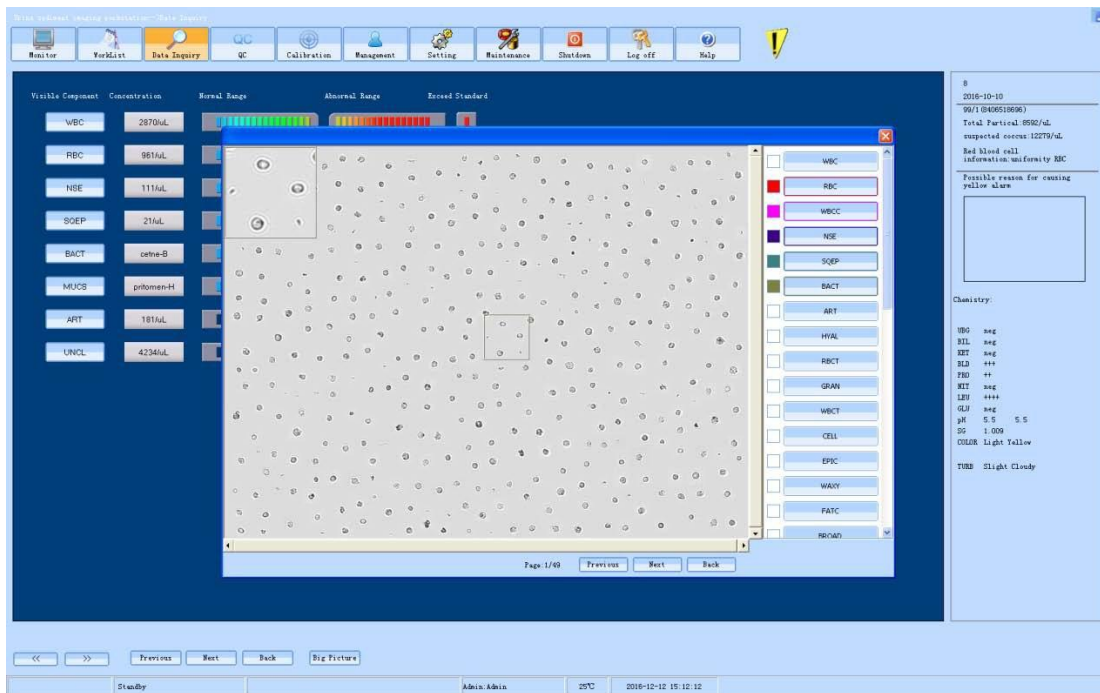 Urine sediment imaging workstation-[Data Inquiry
Monitor WorkList Data Inquiry QC Calibration Management Setting Maintenance Shutdown Log off Help
QC
Visible Component Concentration Normal Range Abnormal Range Exceed Standard
WBC 2870/uL
RBC 961/uL
NSE 111/uL
SQEP 21/uL
BACT cetne-B
MUCS pritomen-H
ART 181/uL
UNCL 4234/uL
WBC
RBC
WBCC
NSE
SQEP
BACT
ART
HYAL
RBCT
GRAN
WBCT
CELL
EPIC
WAXY
FATC
BROAD
Page:1/49 Previous Next Back
8
2016-10-10
99/1(8406518696)
Total Partical:8592/uL
suspected coccus:12279/uL
Red blood cell
information:uniformity RBC
Possible reason for causing
yellow alarm
Chemistry:
UBG neg
BIL neg
KET neg
BLD +++
PRO ++
NIT neg
LEU ++++
GLU neg
pH 5.5 5.5
SG 1.009
COLOR Light Yellow
TURB Slight Cloudy
<< >> Previous Next Back Big Picture
Standby Admin:Admin 25℃ 2016-12-12 15:12:12